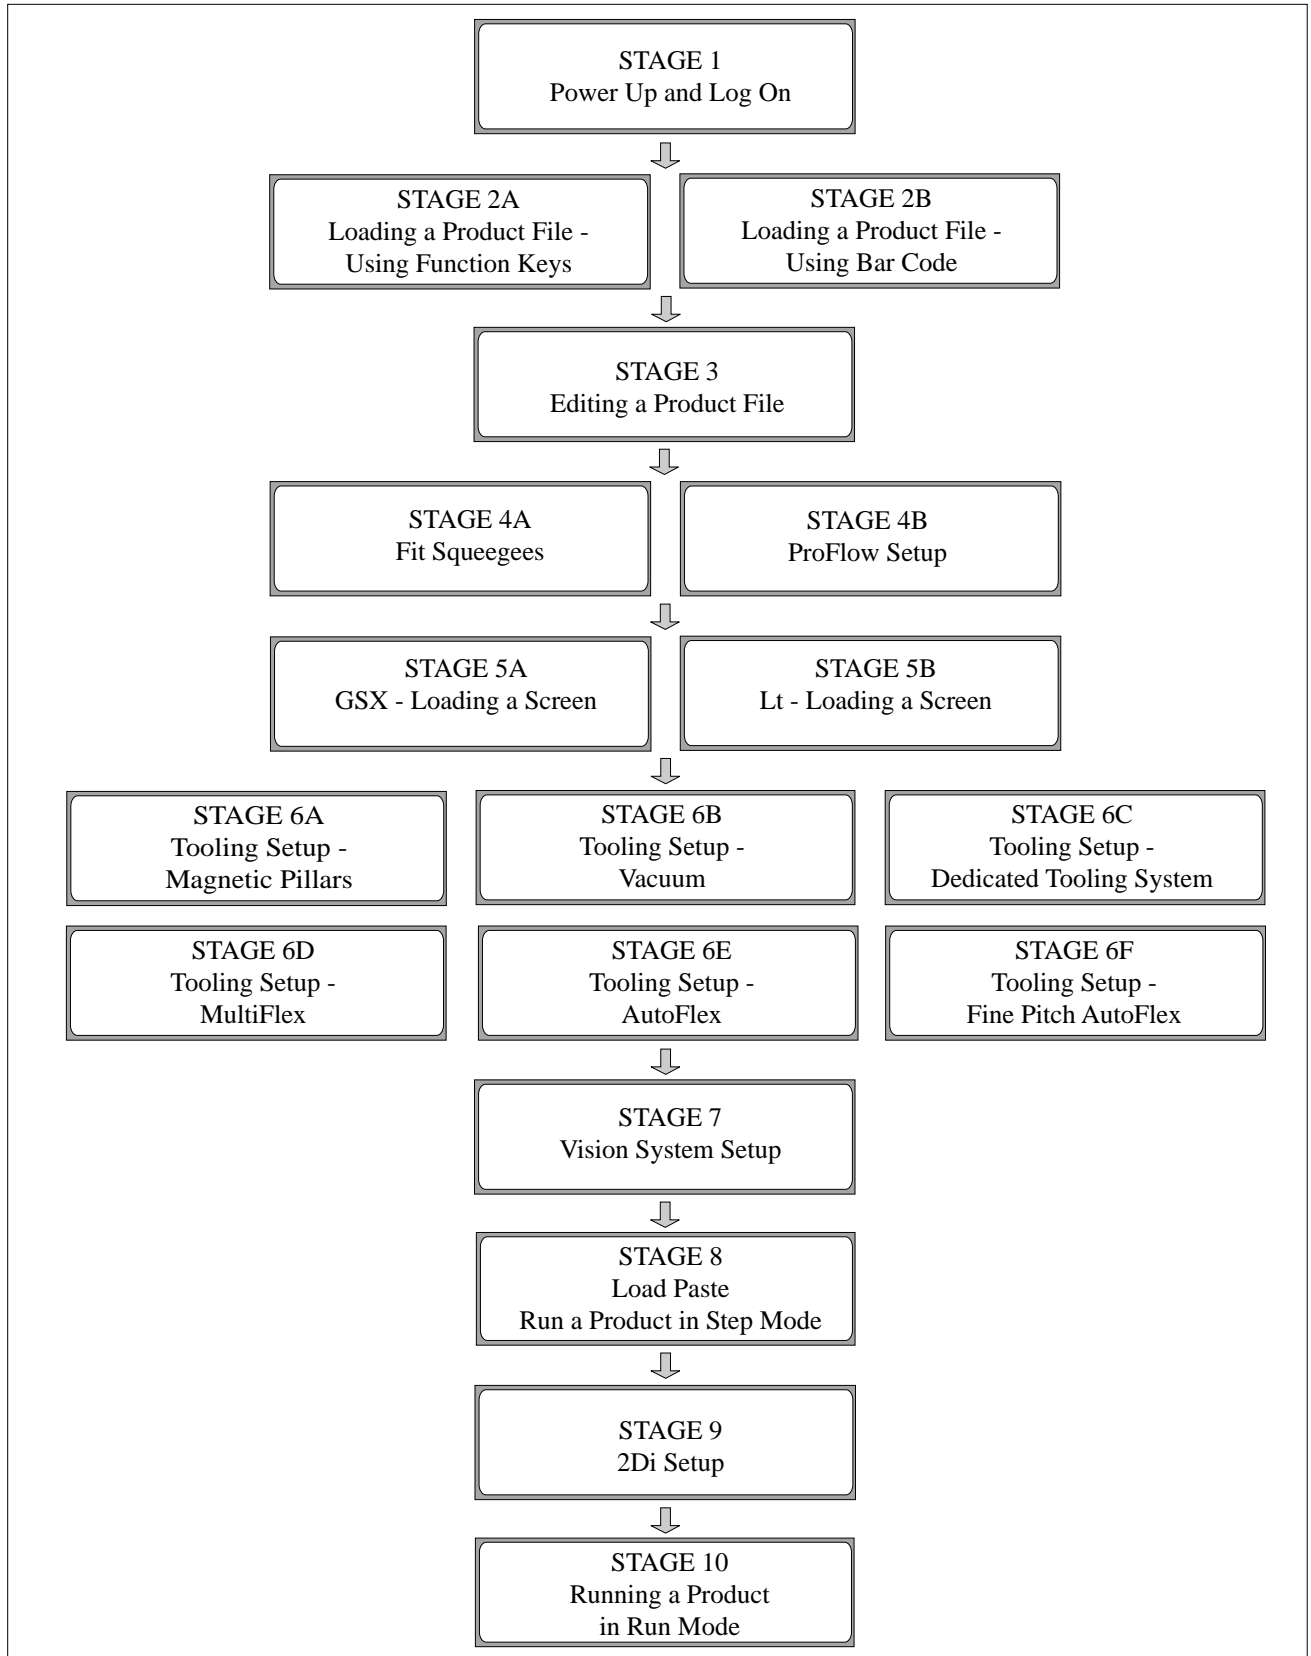 STAGE 1
Power Up and Log On
STAGE 2A
Loading a Product File -
Using Function Keys
STAGE 2B
Loading a Product File -
Using Bar Code
STAGE 3
Editing a Product File
STAGE 4A
Fit Squeegees
STAGE 4B
ProFlow Setup
STAGE 5A
GSX - Loading a Screen
STAGE 5B
Lt - Loading a Screen
STAGE 6A
Tooling Setup -
Magnetic Pillars
STAGE 6B
Tooling Setup -
Vacuum
STAGE 6C
Tooling Setup -
Dedicated Tooling System
STAGE 6D
Tooling Setup -
MultiFlex
STAGE 6E
Tooling Setup -
AutoFlex
STAGE 6F
Tooling Setup -
Fine Pitch AutoFlex
STAGE 7
Vision System Setup
STAGE 8
Load Paste
Run a Product in Step Mode
STAGE 9
2Di Setup
STAGE 10
Running a Product
in Run Mode